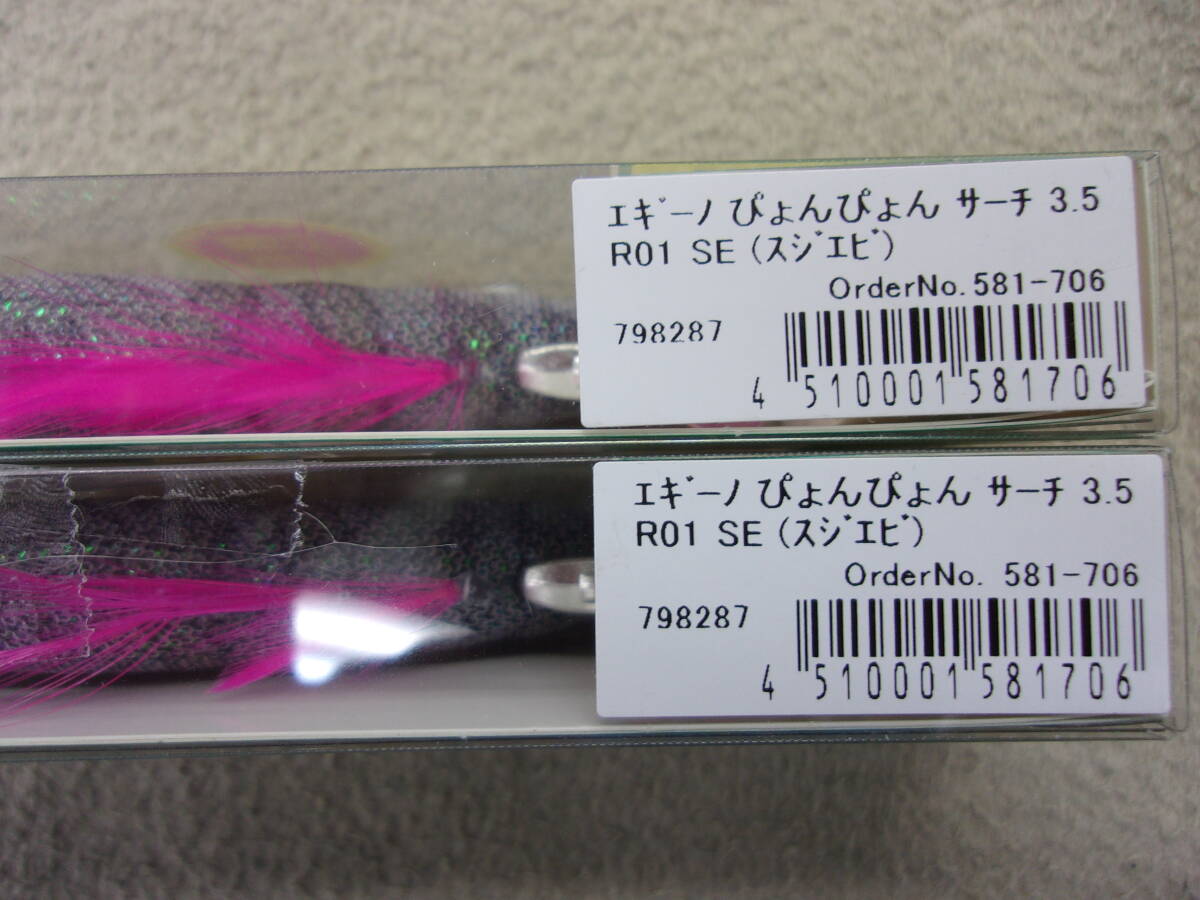 ｴｷﾞｰﾉ ぴょんぴょん ｻｰﾁ 3.5
R01 SE (ｽｼﾞｴﾋﾞ)
OrderNo. 581-706
798287
4 510001 581706
ｴｷﾞｰﾉ ぴょんぴょん ｻｰﾁ 3.5
R01 SE (ｽｼﾞｴﾋﾞ)
OrderNo. 581-706
798287
4 510001 581706